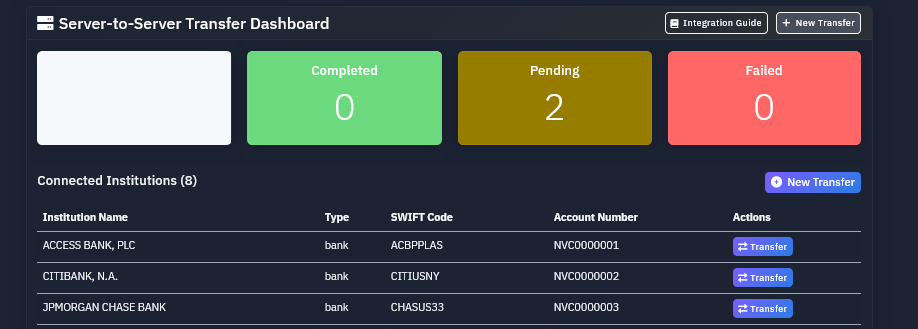 Server-to-Server Transfer Dashboard
Integration Guide
New Transfer
Completed
0
Pending
2
Failed
0
Connected Institutions (8)
New Transfer
Institution Name Type SWIFT Code Account Number Actions
ACCESS BANK, PLC bank ACBPPLAS NVC0000001 Transfer
CITIBANK, N.A. bank CITIUSNY NVC0000002 Transfer
JPMORGAN CHASE BANK bank CHASUS33 NVC0000003 Transfer